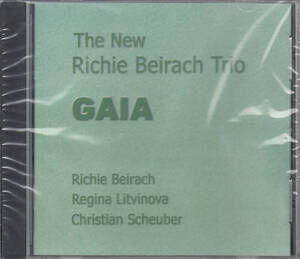 The New
Richie Beirach Trio
GAIA
Richie Beirach
Regina Litvinova
Christian Scheuber